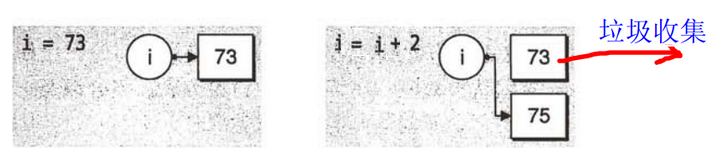 i = 73
i
73
i = i + 2
i
73
75
垃圾收集